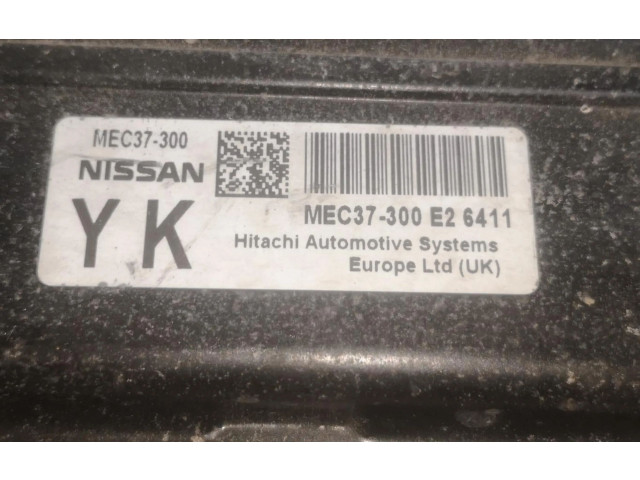 MEC37-300
NISSAN
YK
MEC37-300 E2 6411
Hitachi Automotive Systems
Europe Ltd (UK)